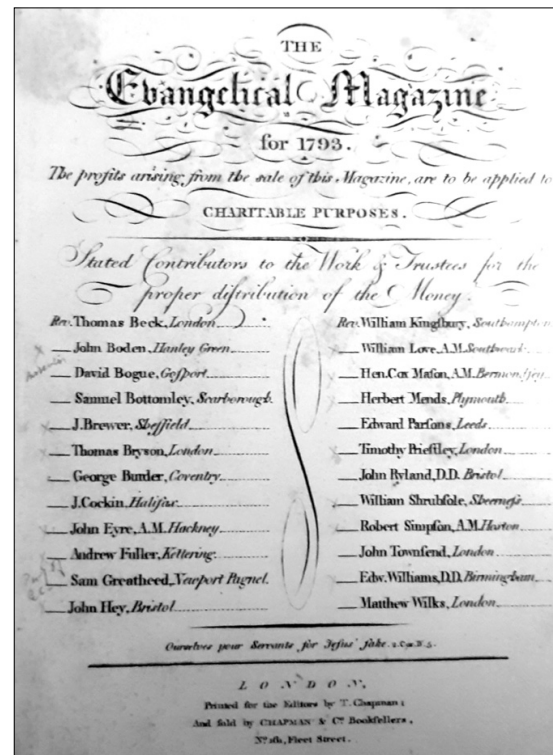 THE
Evangelical Magazine
for 1793.
The profits arising from the sale of this Magazine, are to be applied to
CHARITABLE PURPOSES.
Stated Contributors to the Work & Trustees for the
proper distribution of the Money.
Rev. Thomas Beck, London
John Boden, Hanley Green
David Bogue, Gosport
Samuel Bottomley, Scarborough
J. Brewer, Sheffield
Thomas Bryson, London
George Burder, Coventry
J. Cockin, Halifax
John Eyre, A.M. Hackney
Andrew Fuller, Kettering
Sam Greatheed, Newport Pagnel
John Hey, Bristol
Rev. William Kingsbury, Southampton
William Love, A.M. Southwark
Hen. Cox Mason, A.M. Bermondsey
Herbert Mends, Plymouth
Edward Parsons, Leeds
Timothy Priestley, London
John Ryland, D.D. Bristol
William Shrubsole, Sheerness
Robert Simpson, A.M. Hoxton
John Townsend, London
Edw. Williams, D.D. Birmingham
Matthew Wilks, London
Ourselves your Servants for Jesus' sake. 2. Cor. IV. 5.
LONDON,
Printed for the Editors by T. Chapman;
And sold by CHAPMAN & Co. Booksellers,
Fleet Street.